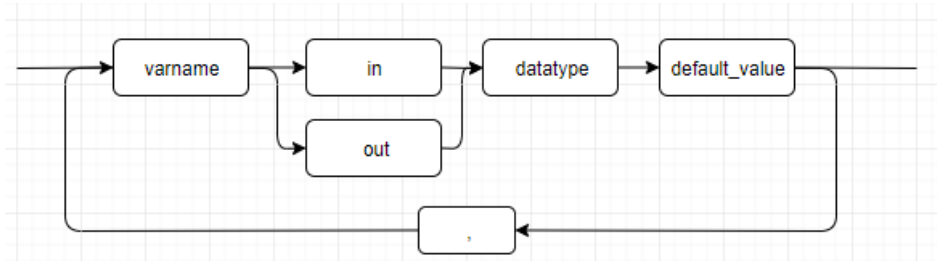 varname in datatype default_value
out
,